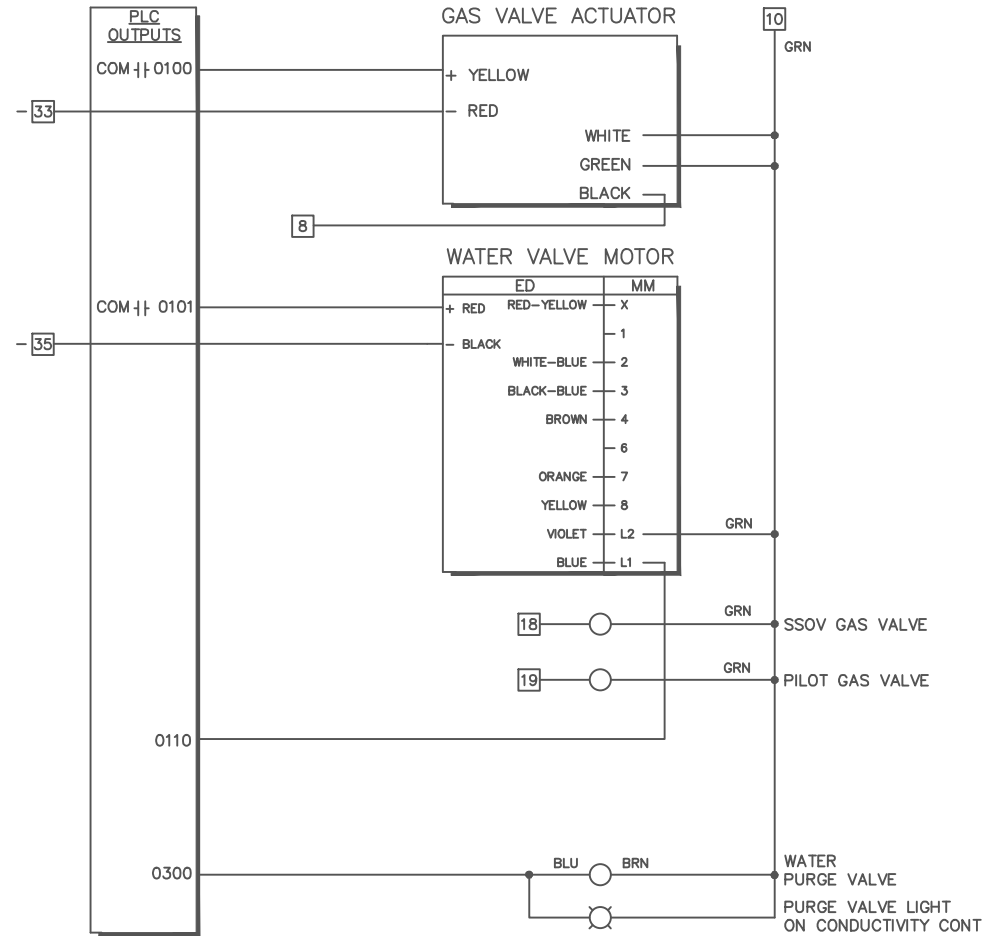 PLC
OUTPUTS
GAS VALVE ACTUATOR
10
GRN
COM 0100
+ YELLOW
- 33
- RED
WHITE
GREEN
BLACK
8
WATER VALVE MOTOR
ED
MM
COM 0101
+ RED
RED-YELLOW
X
1
- 35
- BLACK
WHITE-BLUE
2
BLACK-BLUE
3
BROWN
4
6
ORANGE
7
YELLOW
8
VIOLET
L2
GRN
BLUE
L1
18
GRN
SSOV GAS VALVE
19
GRN
PILOT GAS VALVE
0110
0300
BLU
BRN
WATER
PURGE VALVE
PURGE VALVE LIGHT
ON CONDUCTIVITY CONT